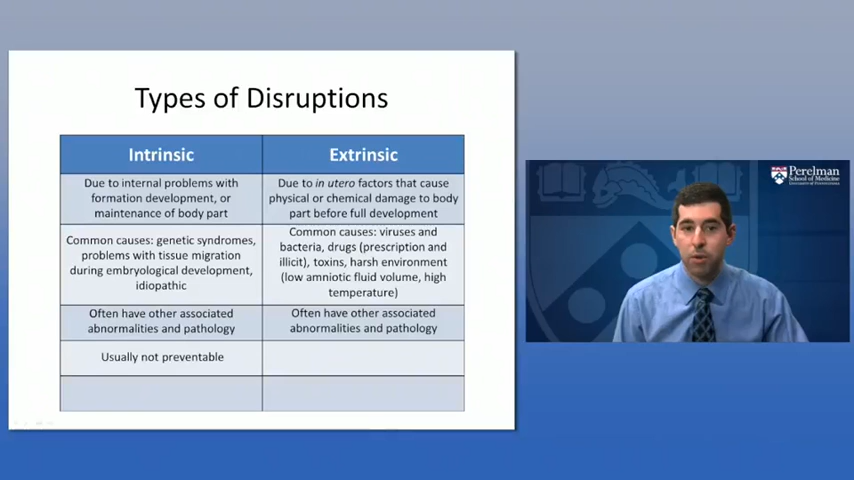 Types of Disruptions
Intrinsic
Extrinsic
Due to internal problems with
formation development, or
maintenance of body part
Due to in utero factors that cause
physical or chemical damage to body
part before full development
Common causes: genetic syndromes,
problems with tissue migration
during embryological development,
idiopathic
Common causes: viruses and
bacteria, drugs (prescription and
illicit), toxins, harsh environment
(low amniotic fluid volume, high
temperature)
Often have other associated
abnormalities and pathology
Often have other associated
abnormalities and pathology
Usually not preventable
Perelman
School of Medicine
University of Pennsylvania